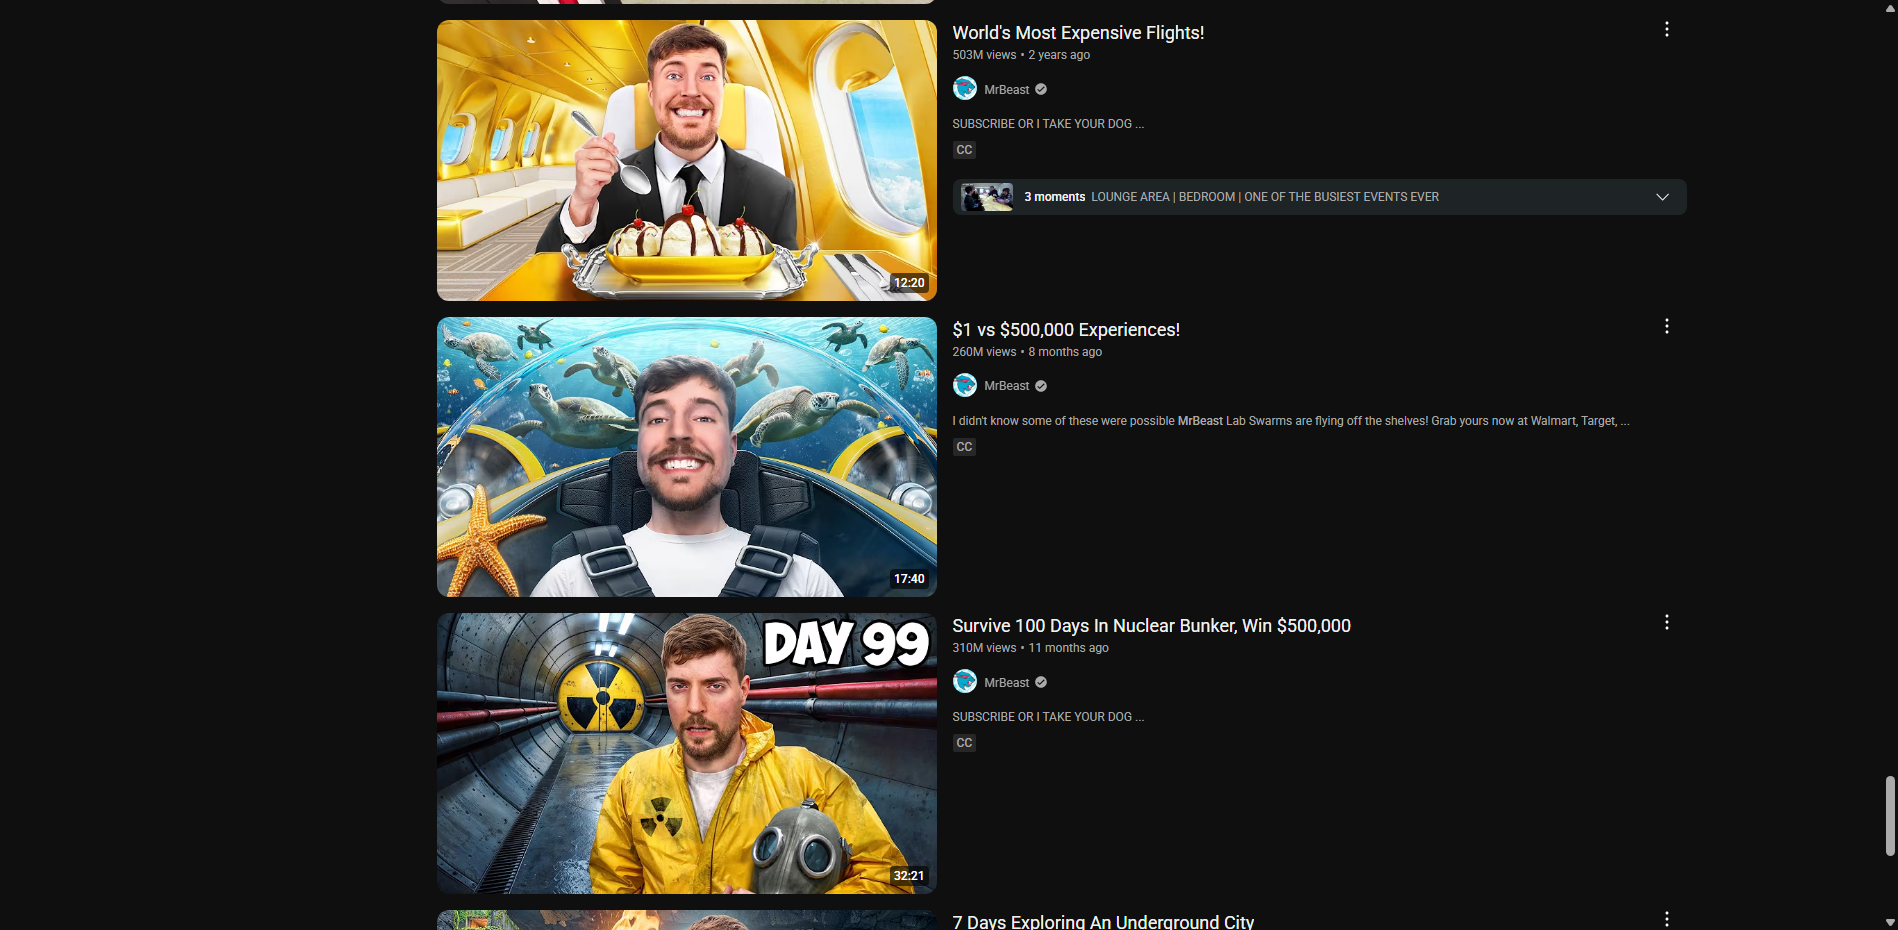 World's Most Expensive Flights!
503M views • 2 years ago
MrBeast
SUBSCRIBE OR I TAKE YOUR DOG ...
CC
3 moments LOUNGE AREA | BEDROOM | ONE OF THE BUSIEST EVENTS EVER
12:20
$1 vs $500,000 Experiences!
260M views • 8 months ago
MrBeast
I didn't know some of these were possible MrBeast Lab Swarms are flying off the shelves! Grab yours now at Walmart, Target, ...
CC
17:40
DAY 99
Survive 100 Days In Nuclear Bunker, Win $500,000
310M views • 11 months ago
MrBeast
SUBSCRIBE OR I TAKE YOUR DOG ...
CC
32:21
7 Days Exploring An Underground City